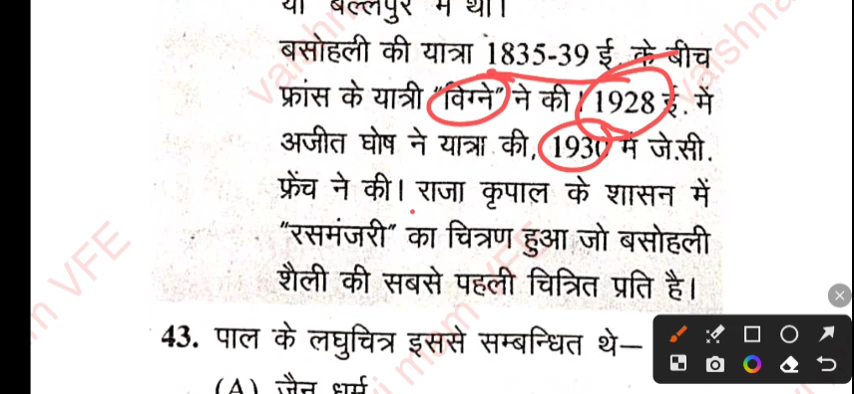 या बल्लपुर में था।
बसोहली की यात्रा 1835-39 ई. के बीच
फ्रांस के यात्री "विग्ने" ने की। 1928 ई. में
अजीत घोष ने यात्रा की, 1930 में जे.सी.
फ्रेंच ने की। राजा कृपाल के शासन में
"रसमंजरी" का चित्रण हुआ जो बसोहली
शैली की सबसे पहली चित्रित प्रति है।
43. पाल के लघुचित्र इससे सम्बन्धित थे—
(A) जैन धर्म